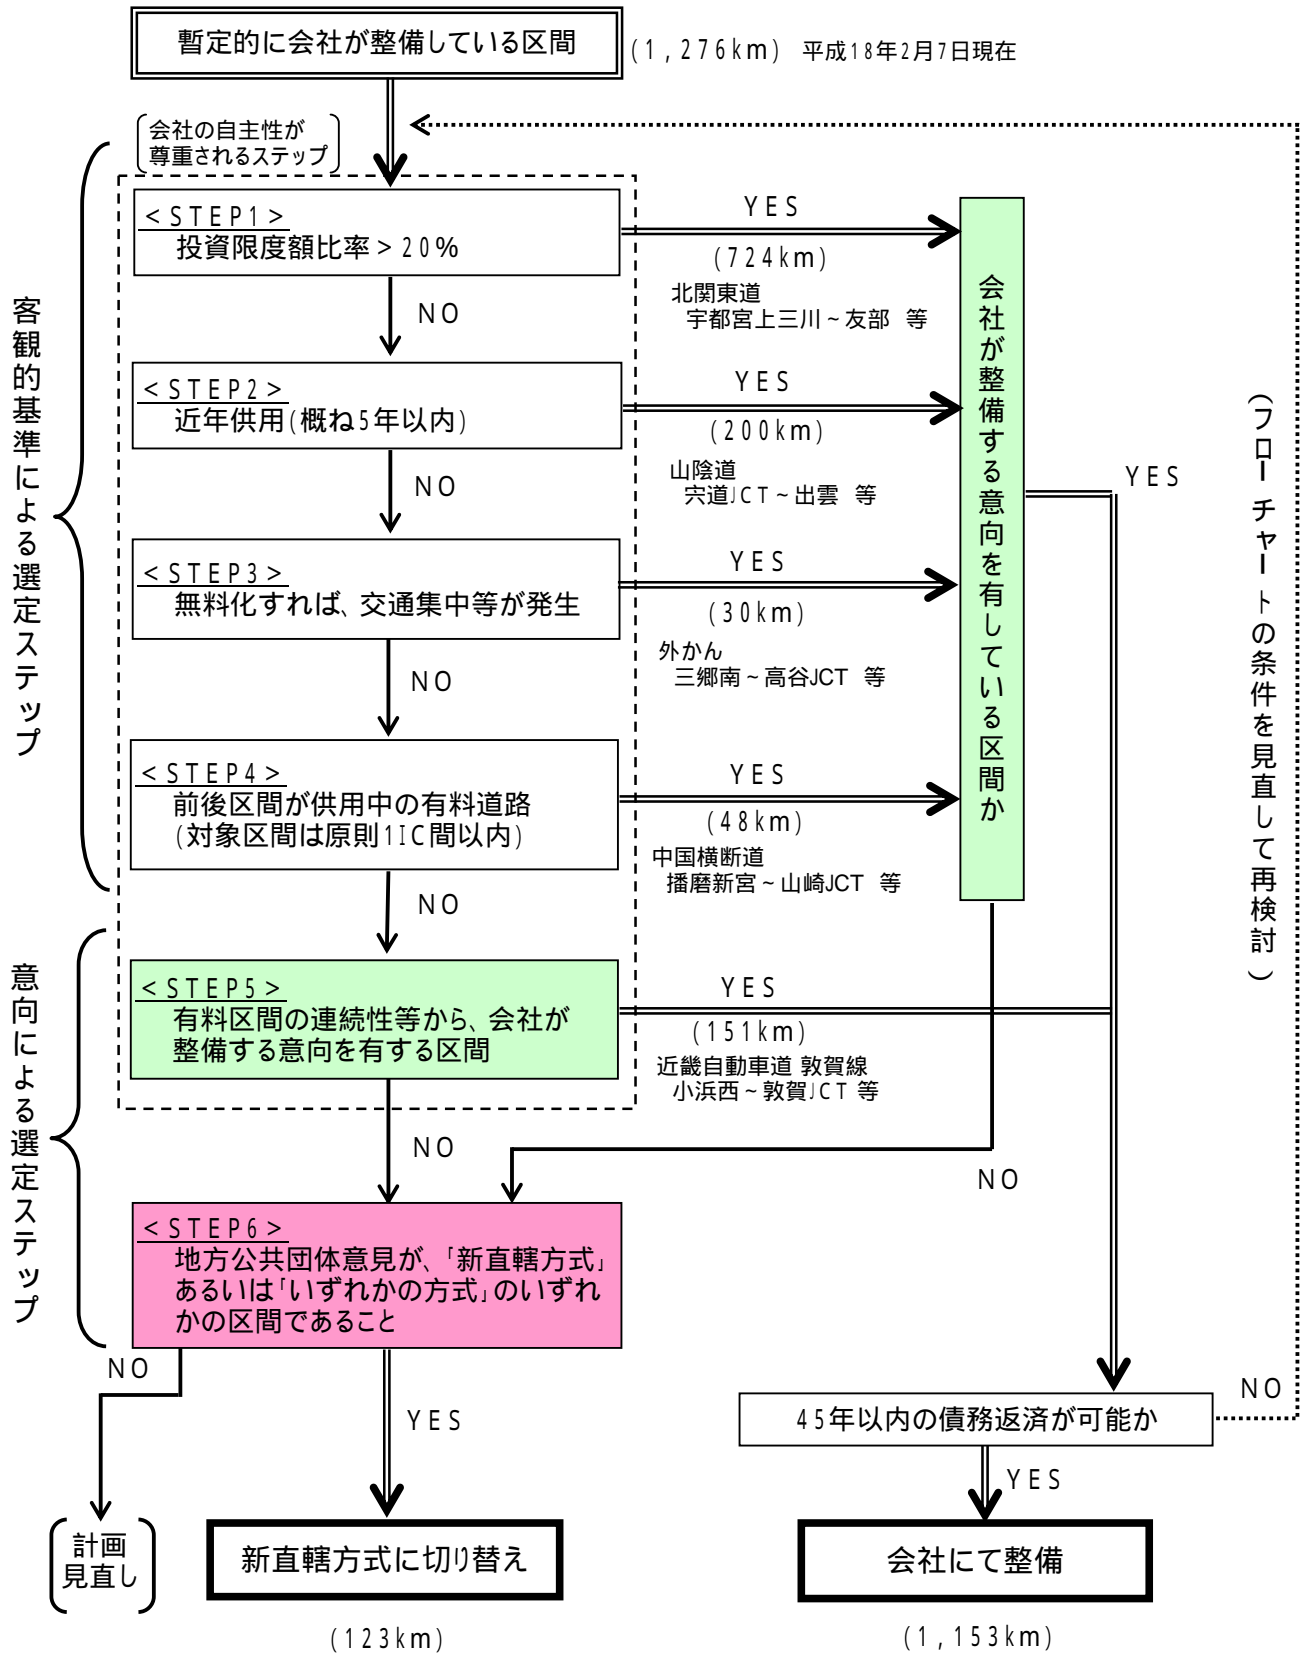 暫定的に会社が整備している区間
(1,276km) 平成18年2月7日現在
会社の自主性が
尊重されるステップ
<STEP1>
投資限度額比率>20%
YES
(724km)
北関東道
宇都宮上三川~友部 等
NO
<STEP2>
近年供用(概ね5年以内)
YES
(200km)
山陰道
宍道JCT~出雲 等
NO
<STEP3>
無料化すれば、交通集中等が発生
YES
(30km)
外かん
三郷南~高谷JCT 等
NO
<STEP4>
前後区間が供用中の有料道路
(対象区間は原則1IC間以内)
YES
(48km)
中国横断道
播磨新宮~山崎JCT 等
NO
客観的基準による選定ステップ
会社が整備する意向を有している区間か
YES
(フローチャートの条件を見直して再検討)
<STEP5>
有料区間の連続性等から、会社が
整備する意向を有する区間
YES
(151km)
近畿自動車道 敦賀線
小浜西~敦賀JCT 等
NO
NO
意向による選定ステップ
<STEP6>
地方公共団体意見が、「新直轄方式」
あるいは「いずれかの方式」のいずれ
かの区間であること
NO
YES
45年以内の債務返済が可能か
NO
YES
計画
見直し
新直轄方式に切り替え
会社にて整備
(123km)
(1,153km)